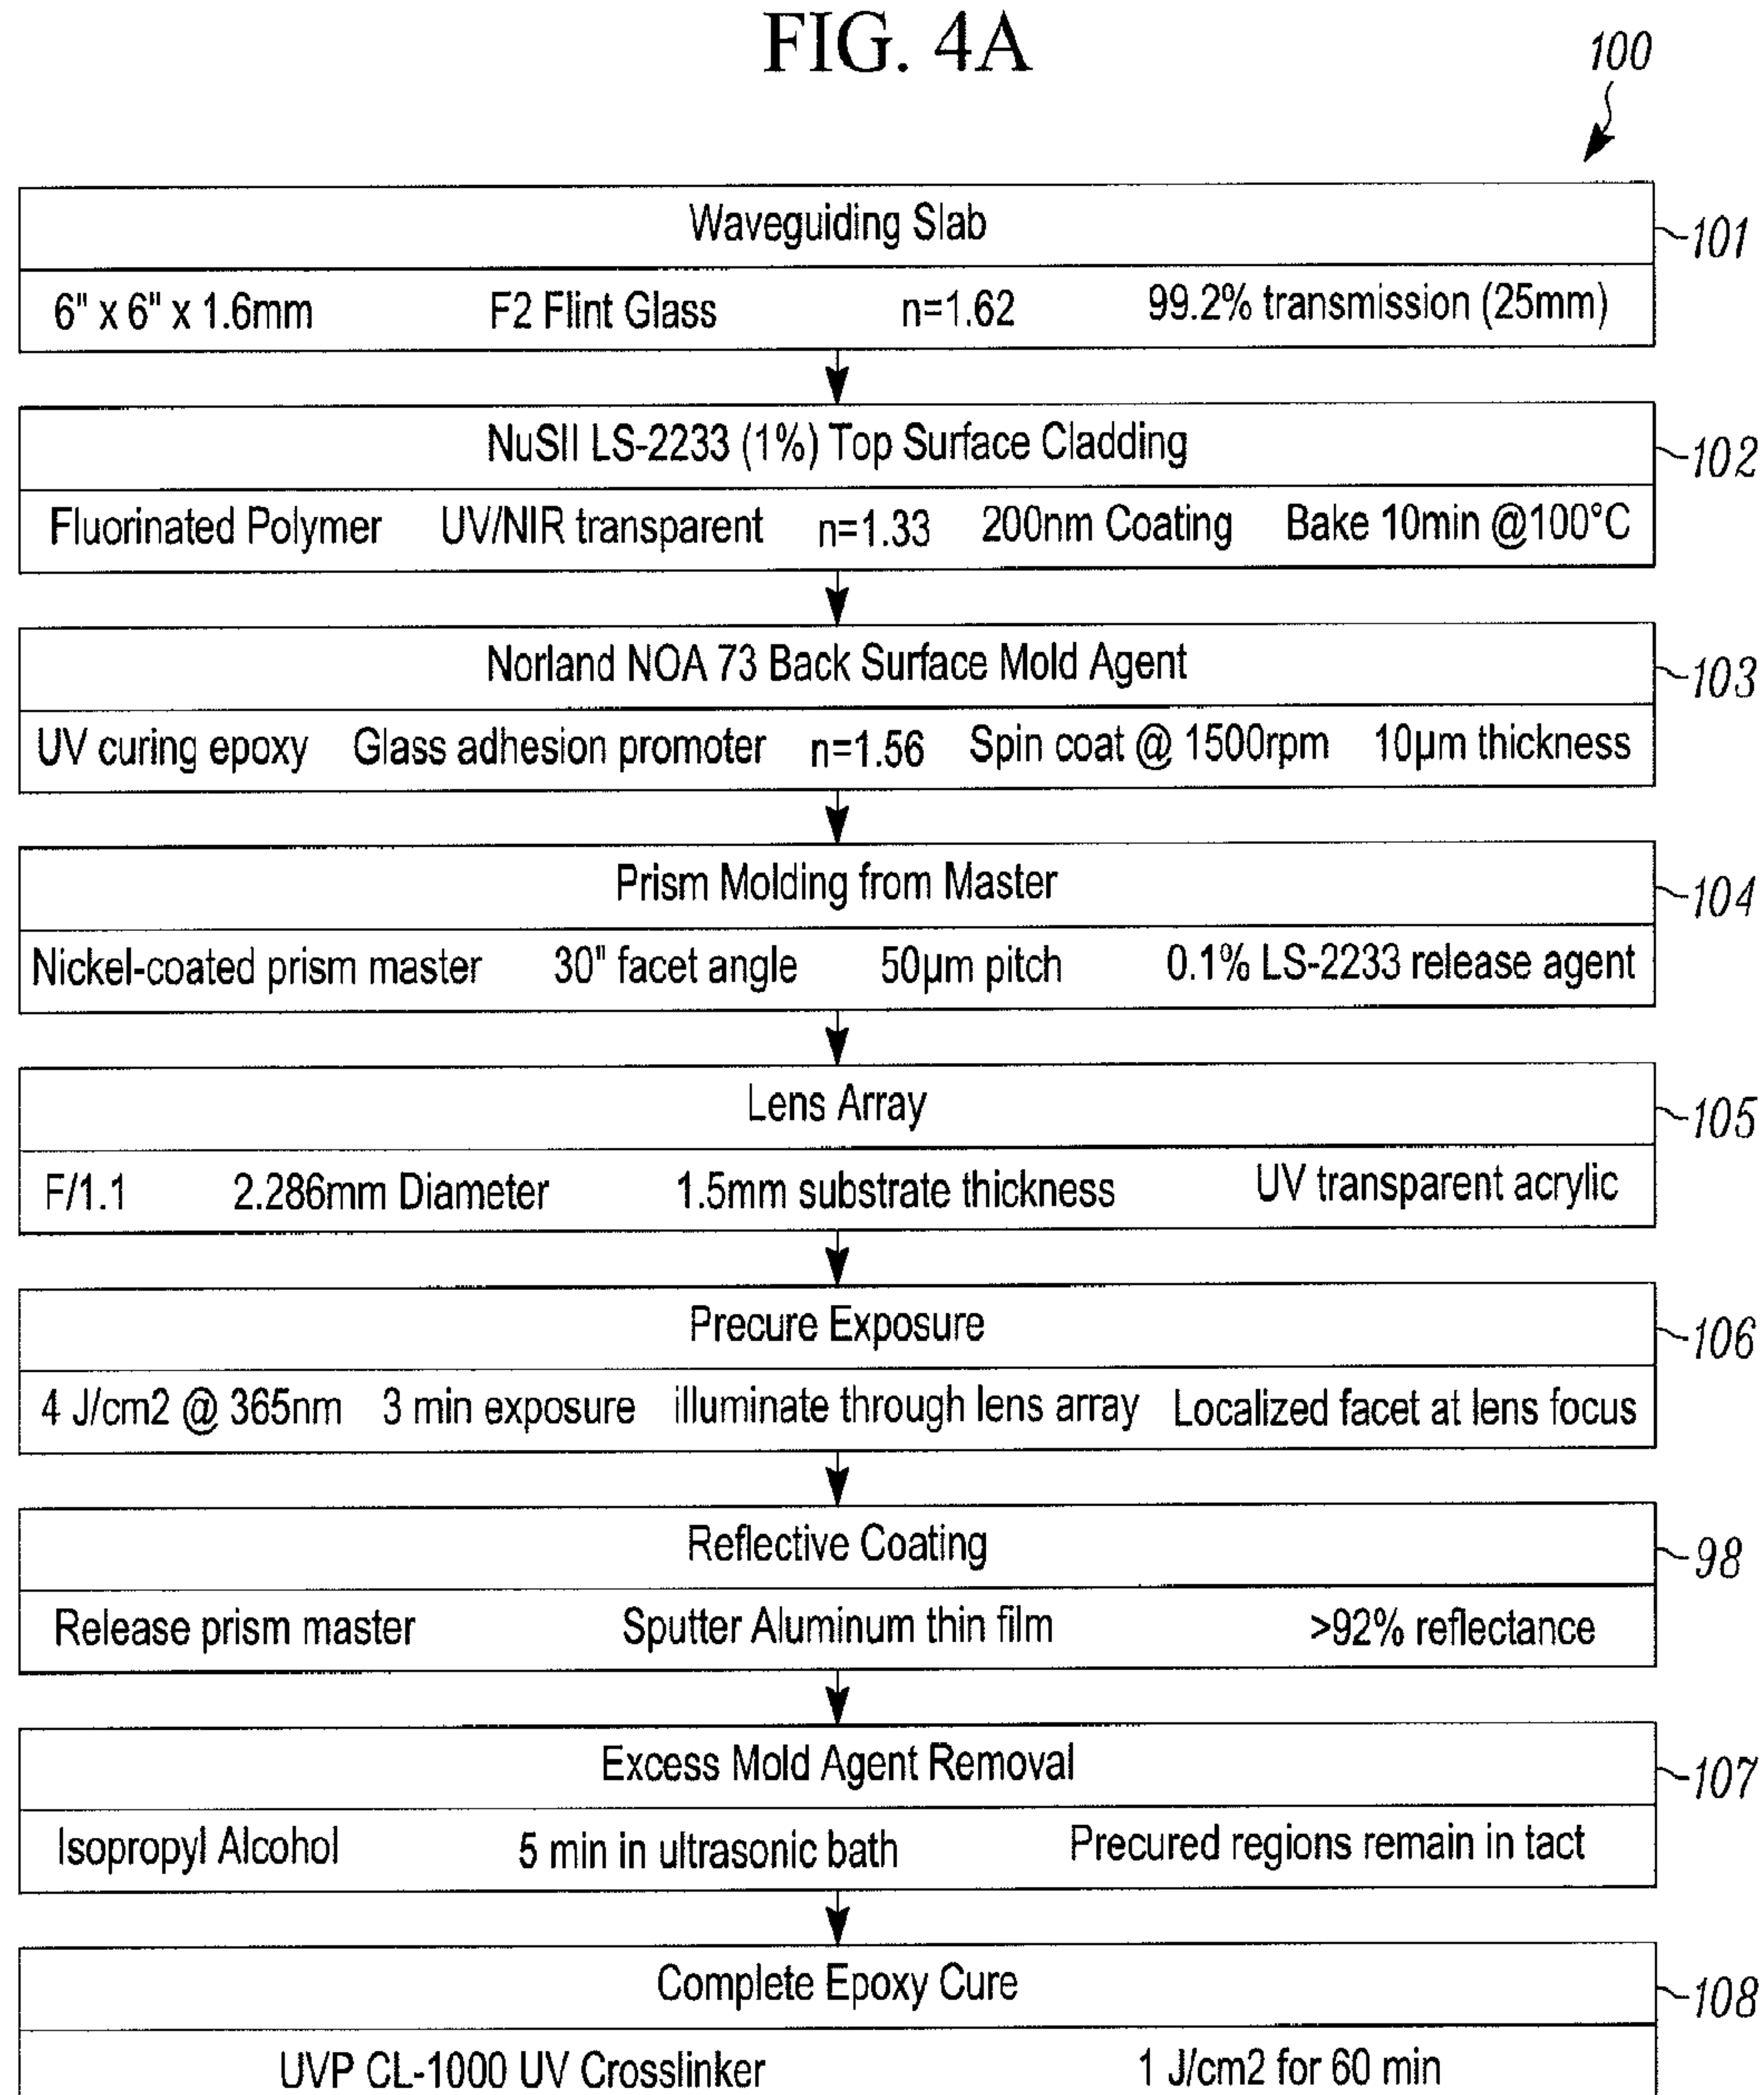 FIG. 4A
100
Waveguiding Slab
101
6" x 6" x 1.6mm F2 Flint Glass n=1.62 99.2% transmission (25mm)
NuSII LS-2233 (1%) Top Surface Cladding
102
Fluorinated Polymer UV/NIR transparent n=1.33 200nm Coating Bake 10min @100°C
Norland NOA 73 Back Surface Mold Agent
103
UV curing epoxy Glass adhesion promoter n=1.56 Spin coat @ 1500rpm 10µm thickness
Prism Molding from Master
104
Nickel-coated prism master 30" facet angle 50µm pitch 0.1% LS-2233 release agent
Lens Array
105
F/1.1 2.286mm Diameter 1.5mm substrate thickness UV transparent acrylic
Precure Exposure
106
4 J/cm2 @ 365nm 3 min exposure illuminate through lens array Localized facet at lens focus
Reflective Coating
98
Release prism master Sputter Aluminum thin film >92% reflectance
Excess Mold Agent Removal
107
Isopropyl Alcohol 5 min in ultrasonic bath Precured regions remain in tact
Complete Epoxy Cure
108
UVP CL-1000 UV Crosslinker 1 J/cm2 for 60 min